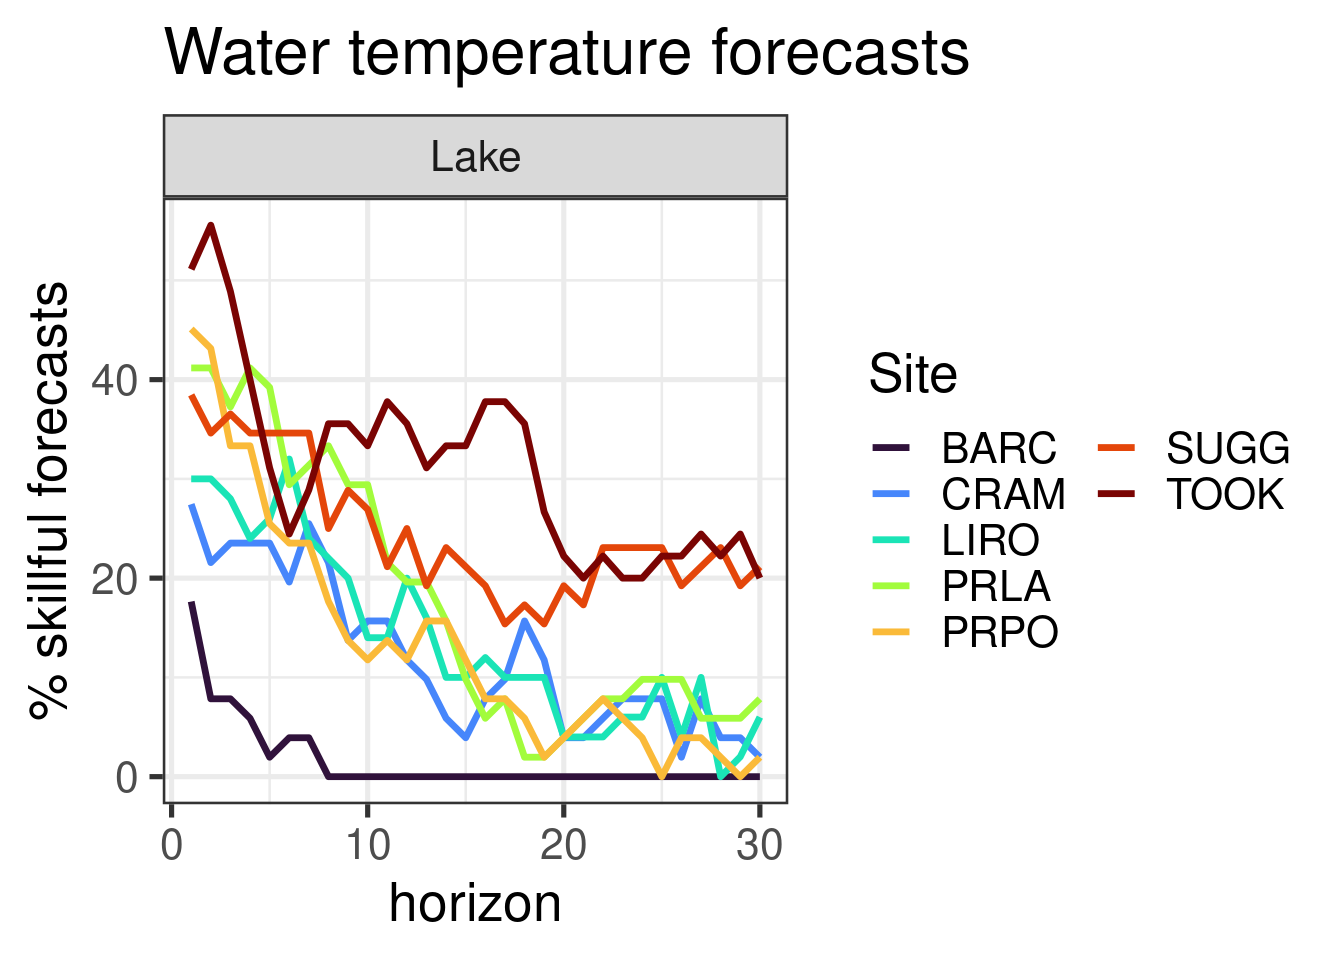 Water temperature forecasts
Lake
% skillful forecasts
40
20
0
0 10 20 30
horizon
Site
BARC SUGG
CRAM TOOK
LIRO
PRLA
PRPO